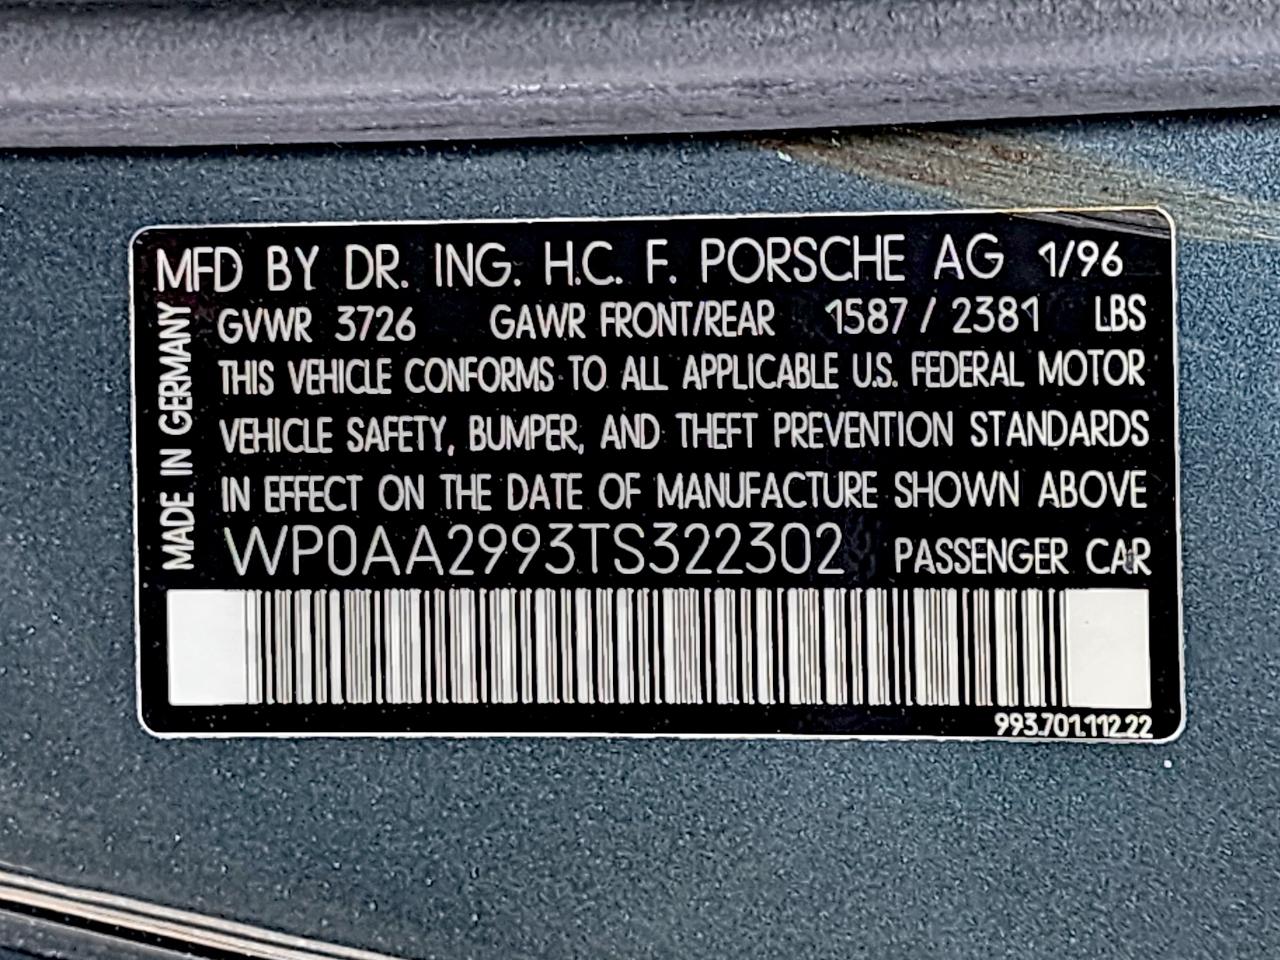 MFD BY DR. ING. H.C. F. PORSCHE AG 1/96
GVWR 3726 GAWR FRONT/REAR 1587 / 2381 LBS
THIS VEHICLE CONFORMS TO ALL APPLICABLE U.S. FEDERAL MOTOR
VEHICLE SAFETY, BUMPER, AND THEFT PREVENTION STANDARDS
IN EFFECT ON THE DATE OF MANUFACTURE SHOWN ABOVE
WP0AA2993TS322302 PASSENGER CAR
993.701.112.22
MADE IN GERMANY